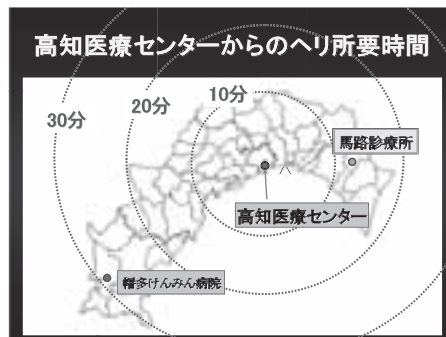 高知医療センターからのヘリ所要時間
10分
20分
30分
馬路診療所
高知医療センター
幡多けんみん病院